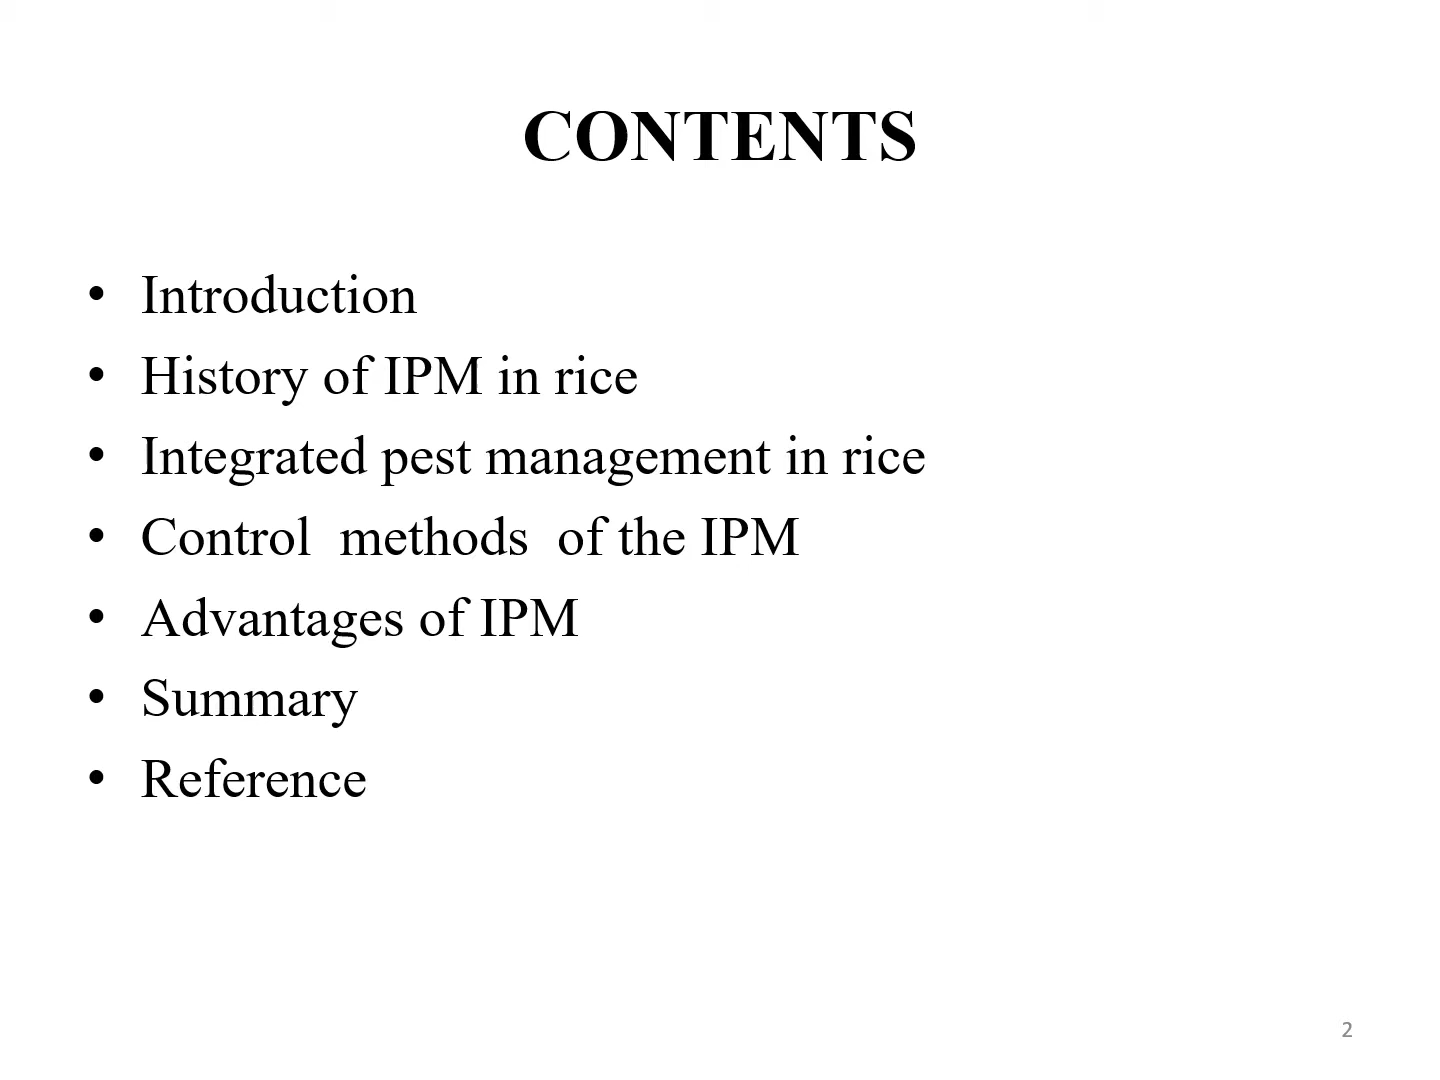 CONTENTS
• Introduction
• History of IPM in rice
• Integrated pest management in rice
• Control  methods  of the IPM
• Advantages of IPM
• Summary
• Reference
2